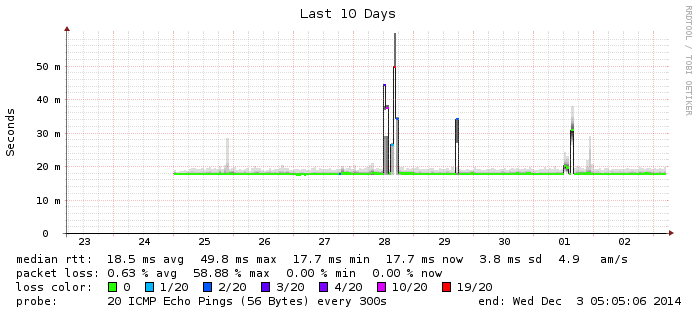 Last 10 Days
RRDTOOL / TOBI OETIKER
Seconds
50 m
40 m
30 m
20 m
10 m
0
23 24 25 26 27 28 29 30 01 02
median rtt: 18.5 ms avg 49.8 ms max 17.7 ms min 17.7 ms now 3.8 ms sd 4.9 am/s
packet loss: 0.63 % avg 58.88 % max 0.00 % min 0.00 % now
loss color: 0 1/20 2/20 3/20 4/20 10/20 19/20
probe: 20 ICMP Echo Pings (56 Bytes) every 300s end: Wed Dec 3 05:05:06 2014